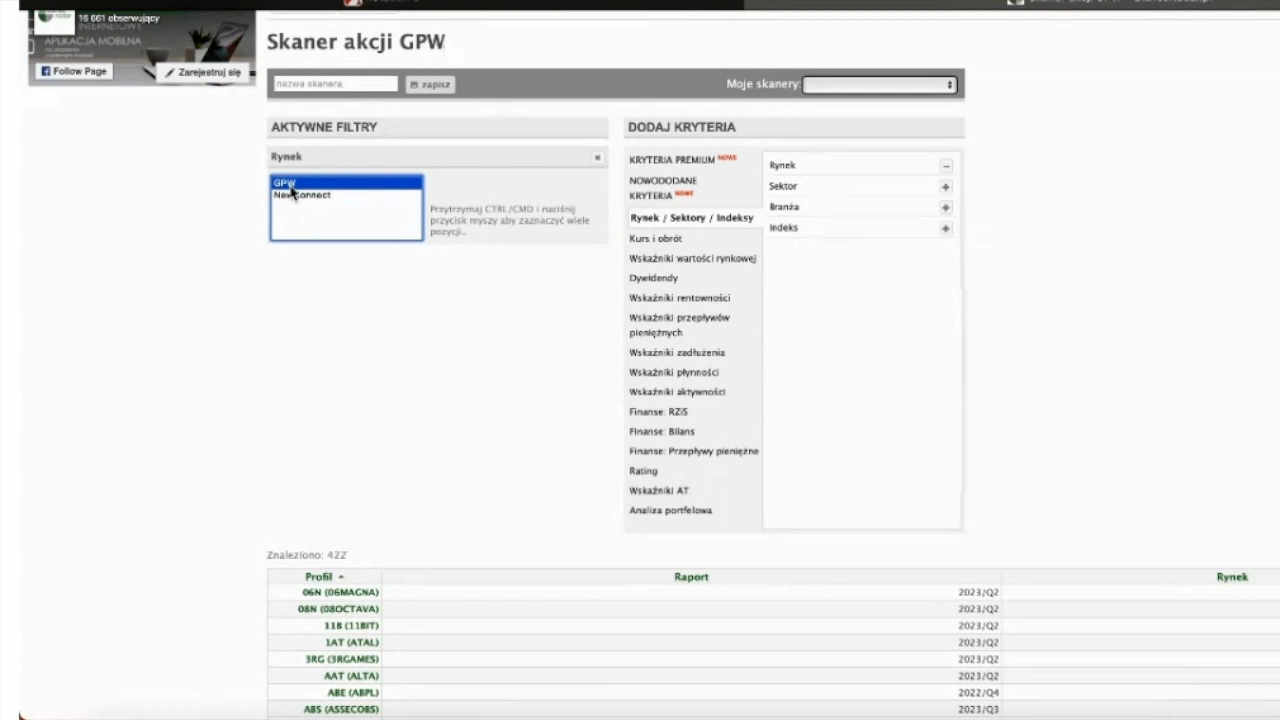 16 661 obserwujący
INTERNETOWY
APLIKACJA MOBILNA
Follow Page
Zarejestruj się
Skaner akcji GPW
nazwa skanera
zapisz
Moje skanery:
AKTYWNE FILTRY
Rynek
GPW
NewConnect
Przytrzymaj CTRL/CMD i naciśnij
przycisk myszy aby zaznaczyć wiele
pozycji..
DODAJ KRYTERIA
KRYTERIA PREMIUM NOWE
NOWODODANE
KRYTERIA NOWE
Rynek / Sektory / Indeksy
Kurs i obrót
Wskaźniki wartości rynkowej
Dywidendy
Wskaźniki rentowności
Wskaźniki przepływów
pieniężnych
Wskaźniki zadłużenia
Wskaźniki płynności
Wskaźniki aktywności
Finanse: RZiS
Finanse: Bilans
Finanse: Przepływy pieniężne
Rating
Wskaźniki AT
Analiza portfelowa
Rynek
Sektor
Branża
Indeks
Znaleziono: 422
Profil Raport Rynek
06N (06MAGNA) 2023/Q2
08N (08OCTAVA) 2023/Q2
11B (11BIT) 2023/Q2
1AT (ATAL) 2023/Q2
3RG (3RGAMES) 2023/Q2
AAT (ALTA) 2023/Q2
ABE (ABPL) 2022/Q4
ABS (ASSECOBS) 2023/Q3